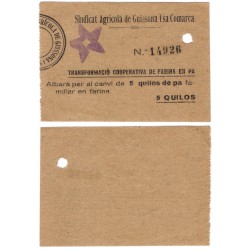 Sindicat Agrícola de Guissona i sa Comarca
N.º 14926
TRANSFORMACIÓ COOPERATIVA DE FARINA EN PA
Albarà per al canvi de 5 quilos de pa fa-
miliar en farina.
5 QUILOS